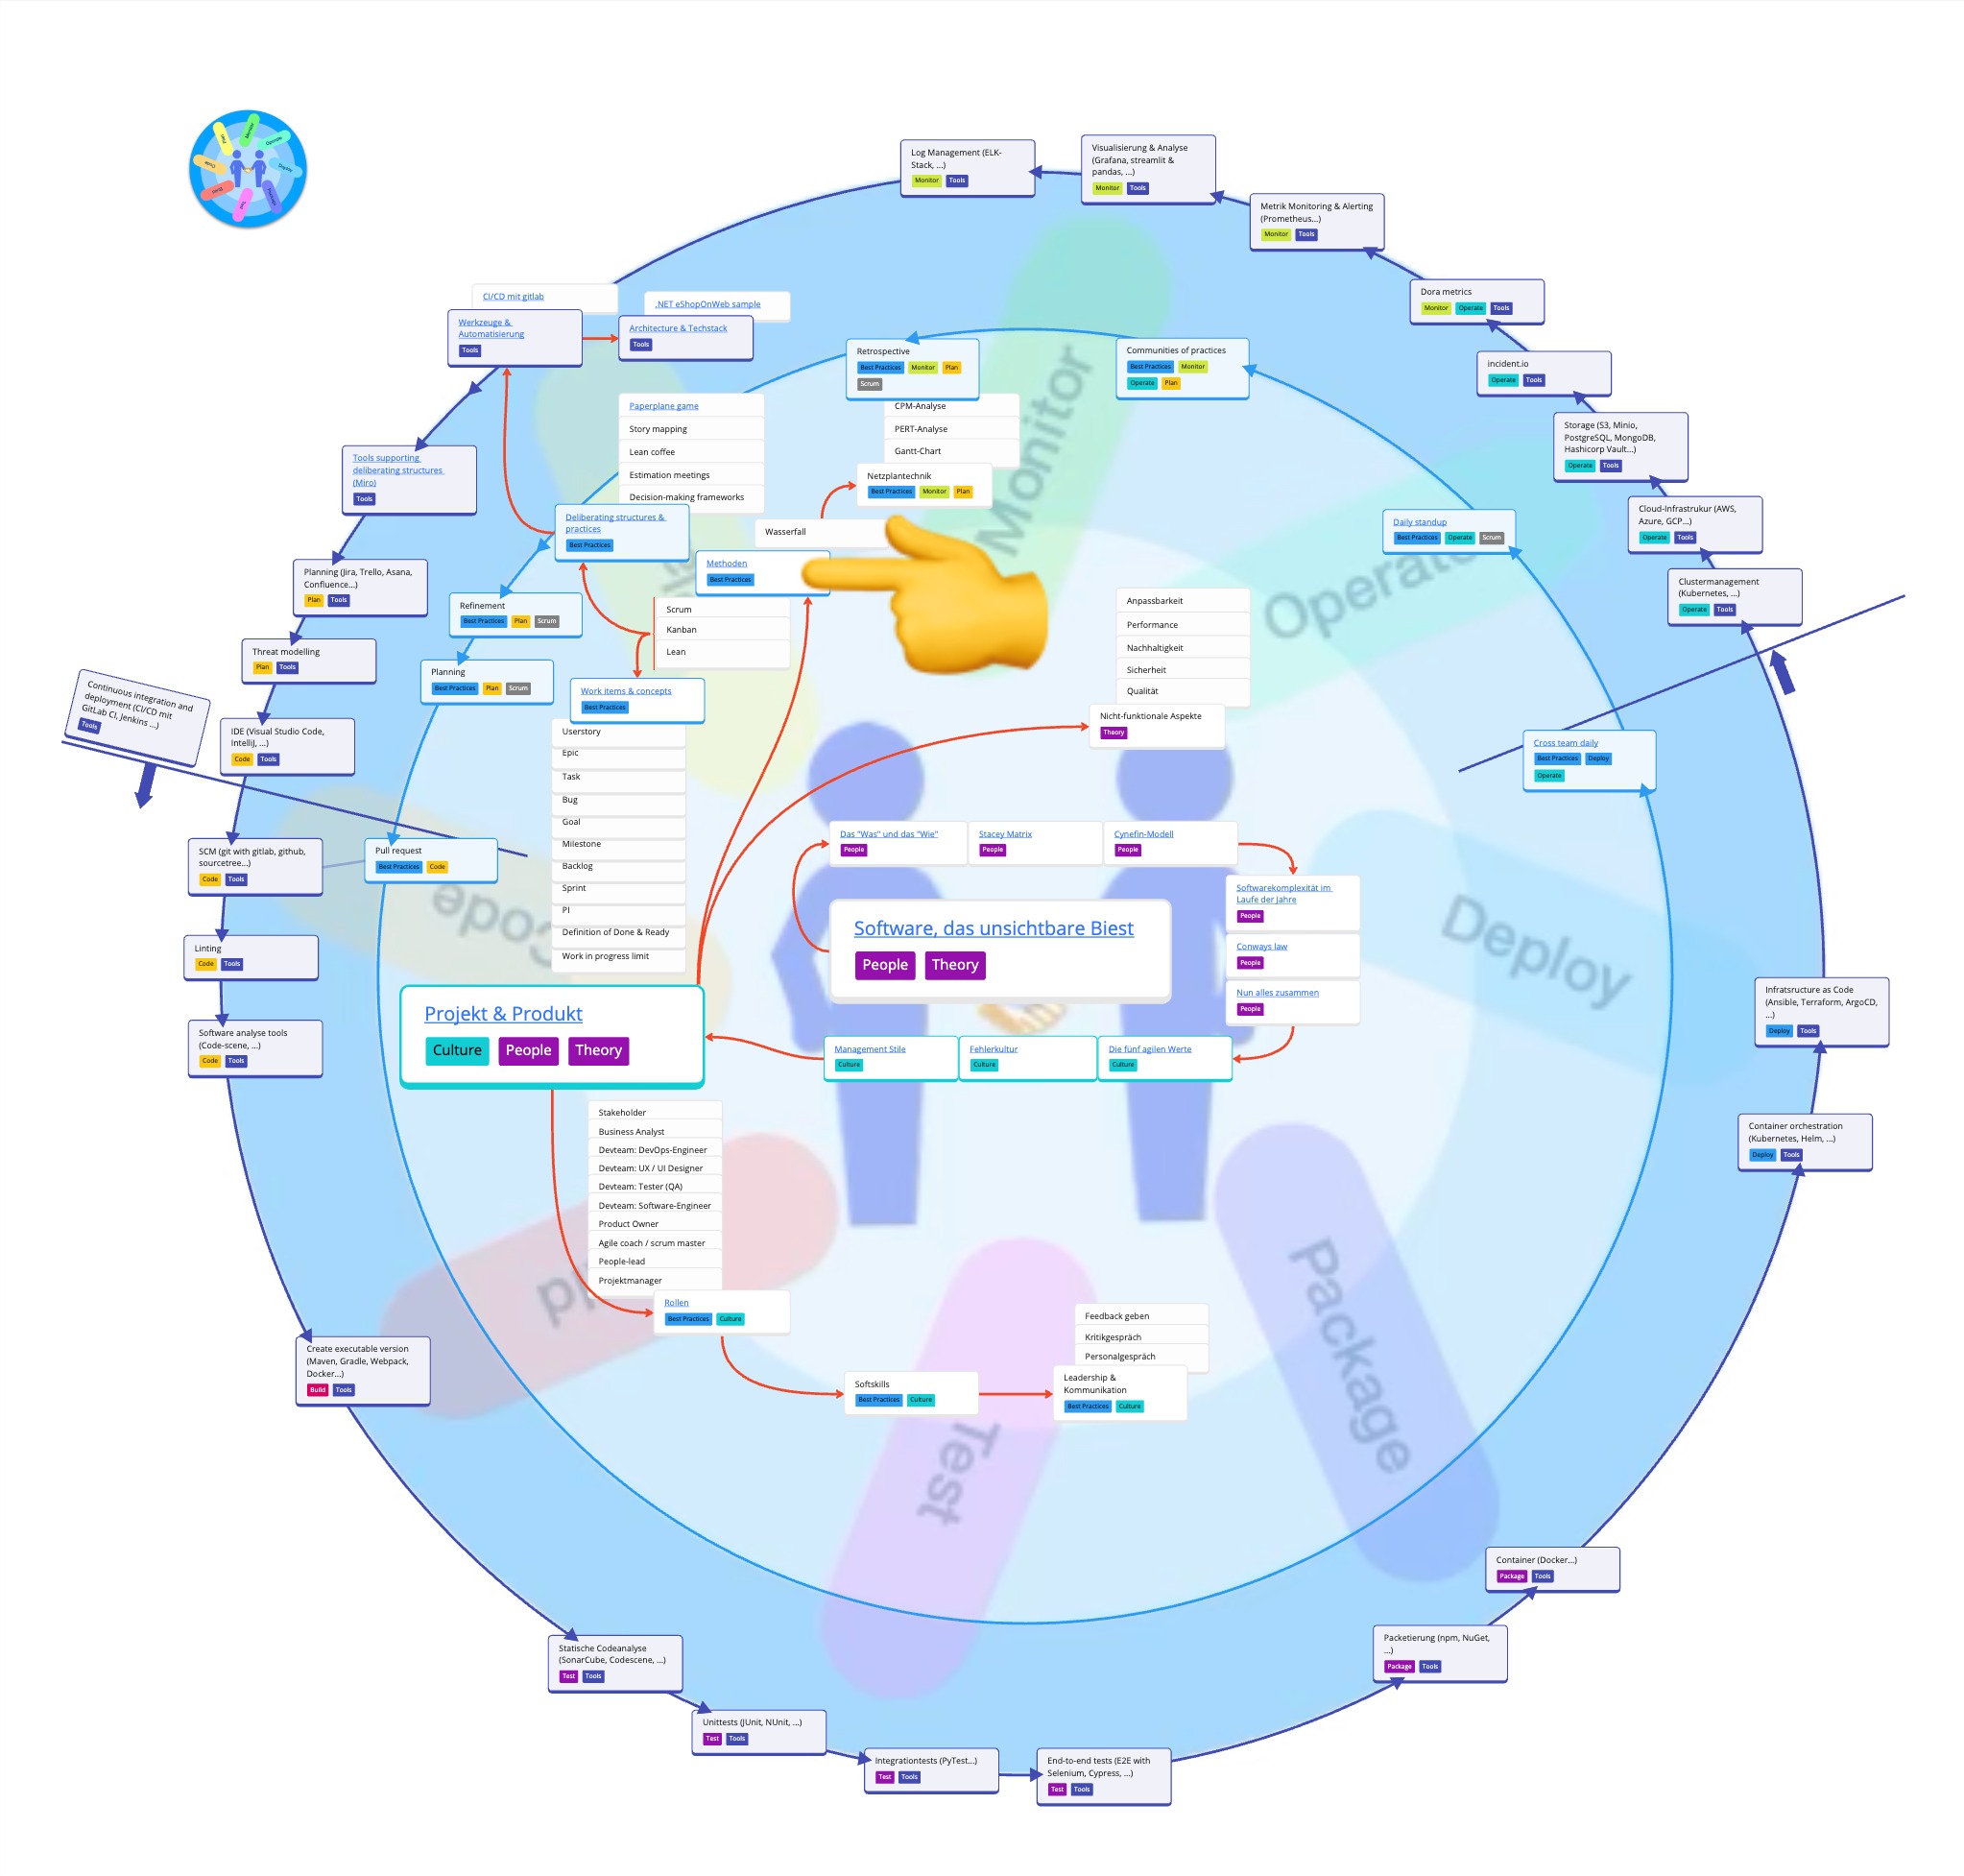 Log Management (ELK-
Stack, ...)
Monitor Tools
Visualisierung & Analyse
(Grafana, streamlit &
pandas, ...)
Monitor Tools
Metrik Monitoring & Alerting
(Prometheus...)
Monitor Tools
Dora metrics
Monitor Operate Tools
incident.io
Operate Tools
Storage (S3, Minio,
PostgreSQL, MongoDB,
Hashicorp Vault...)
Operate Tools
Cloud-Infrastrukur (AWS,
Azure, GCP...)
Operate Tools
Clustermanagement
(Kubernetes, ...)
Operate Tools
CI/CD mit gitlab
Werkzeuge &
Automatisierung
Tools
.NET eShopOnWeb sample
Architecture & Techstack
Tools
Retrospective
Best Practices Monitor Plan
Scrum
Communities of practices
Best Practices Monitor
Operate Plan
Paperplane game
Story mapping
Lean coffee
Estimation meetings
Decision-making frameworks
CPM-Analyse
PERT-Analyse
Gantt-Chart
Netzplantechnik
Best Practices Monitor Plan
Wasserfall
Monitor
Tools supporting
deliberating structures
(Miro)
Tools
Deliberating structures &
practices
Best Practices
Methoden
Best Practices
Daily standup
Best Practices Operate Scrum
Operate
Planning (Jira, Trello, Asana,
Confluence...)
Plan Tools
Refinement
Best Practices Plan Scrum
Scrum
Kanban
Lean
Anpassbarkeit
Performance
Nachhaltigkeit
Sicherheit
Qualität
Nicht-funktionale Aspekte
Theory
Threat modelling
Plan Tools
Planning
Best Practices Plan Scrum
Work items & concepts
Best Practices
Continuous integration and
deployment (CI/CD mit
GitLab CI, Jenkins ...)
Tools
IDE (Visual Studio Code,
IntelliJ, ...)
Code Tools
Userstory
Epic
Task
Bug
Goal
Milestone
Backlog
Sprint
PI
Definition of Done & Ready
Work in progress limit
Cross team daily
Best Practices Deploy
Operate
SCM (git with gitlab, github,
sourcetree...)
Code Tools
Pull request
Best Practices Code
Code
Das "Was" und das "Wie"
People
Stacey Matrix
People
Cynefin-Modell
People
Softwarekomplexität im
Laufe der Jahre
People
Conways law
People
Nun alles zusammen
People
Software, das unsichtbare Biest
People Theory
Deploy
Linting
Code Tools
Software analyse tools
(Code-scene, ...)
Code Tools
Projekt & Produkt
Culture People Theory
Management Stile
Culture
Fehlerkultur
Culture
Die fünf agilen Werte
Culture
Infratsructure as Code
(Ansible, Terraform, ArgoCD,
...)
Deploy Tools
Container orchestration
(Kubernetes, Helm, ...)
Deploy Tools
Stakeholder
Business Analyst
Devteam: DevOps-Engineer
Devteam: UX / UI Designer
Devteam: Tester (QA)
Devteam: Software-Engineer
Product Owner
Agile coach / scrum master
People-lead
Projektmanager
Rollen
Best Practices Culture
Package
Feedback geben
Kritikgespräch
Personalgespräch
Leadership &
Kommunikation
Best Practices Culture
Softskills
Best Practices Culture
Test
Create executable version
(Maven, Gradle, Webpack,
Docker...)
Build Tools
Container (Docker...)
Package Tools
Packetierung (npm, NuGet,
...)
Package Tools
Statische Codeanalyse
(SonarCube, Codescene, ...)
Test Tools
Unittests (JUnit, NUnit, ...)
Test Tools
Integrationtests (PyTest...)
Test Tools
End-to-end tests (E2E with
Selenium, Cypress, ...)
Test Tools